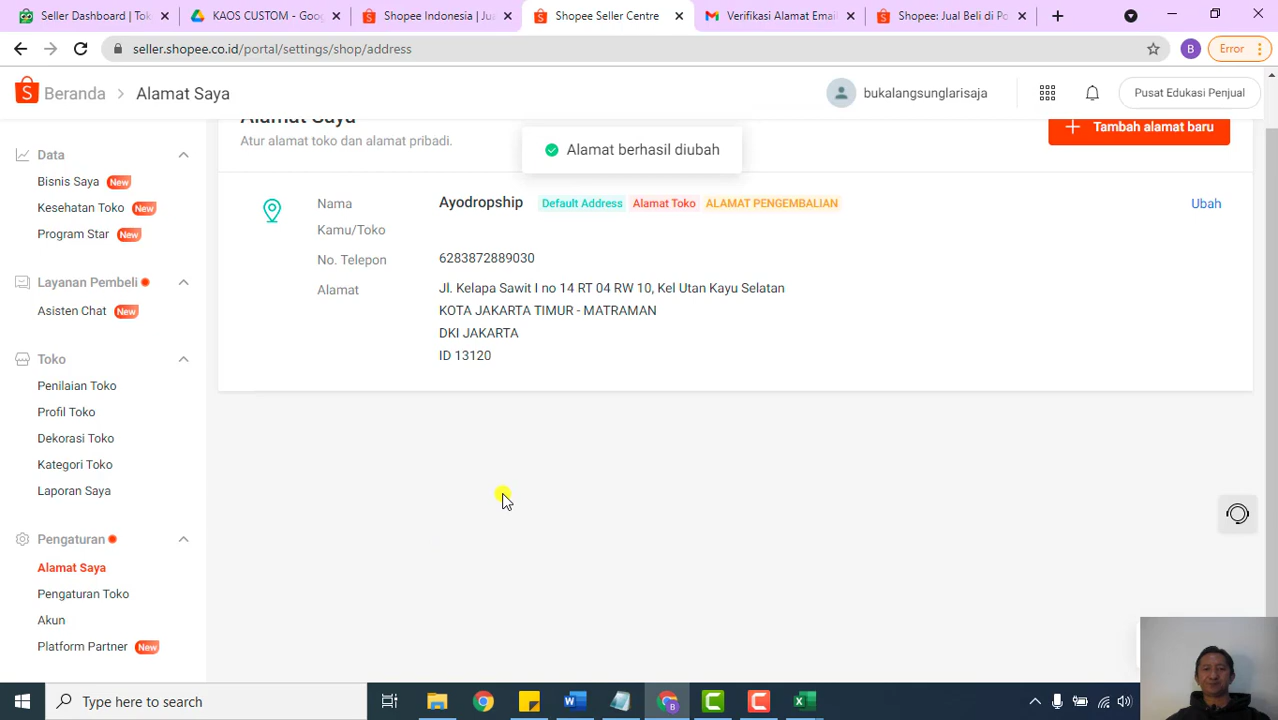 Seller Dashboard | Tok
KAOS CUSTOM - Goo
Shopee Indonesia | Jua
Shopee Seller Centre
Verifikasi Alamat Email
Shopee: Jual Beli di Po
seller.shopee.co.id/portal/settings/shop/address
B
Error
Beranda > Alamat Saya
bukalangsunglarisaja
Pusat Edukasi Penjual
Alamat Saya
Atur alamat toko dan alamat pribadi.
Alamat berhasil diubah
+ Tambah alamat baru
Data
Bisnis Saya New
Kesehatan Toko New
Program Star New
Layanan Pembeli
Asisten Chat New
Toko
Penilaian Toko
Profil Toko
Dekorasi Toko
Kategori Toko
Laporan Saya
Pengaturan
Alamat Saya
Pengaturan Toko
Akun
Platform Partner New
Nama
Kamu/Toko
Ayodropship Default Address Alamat Toko ALAMAT PENGEMBALIAN
Ubah
No. Telepon
6283872889030
Alamat
Jl. Kelapa Sawit I no 14 RT 04 RW 10, Kel Utan Kayu Selatan
KOTA JAKARTA TIMUR - MATRAMAN
DKI JAKARTA
ID 13120
Type here to search